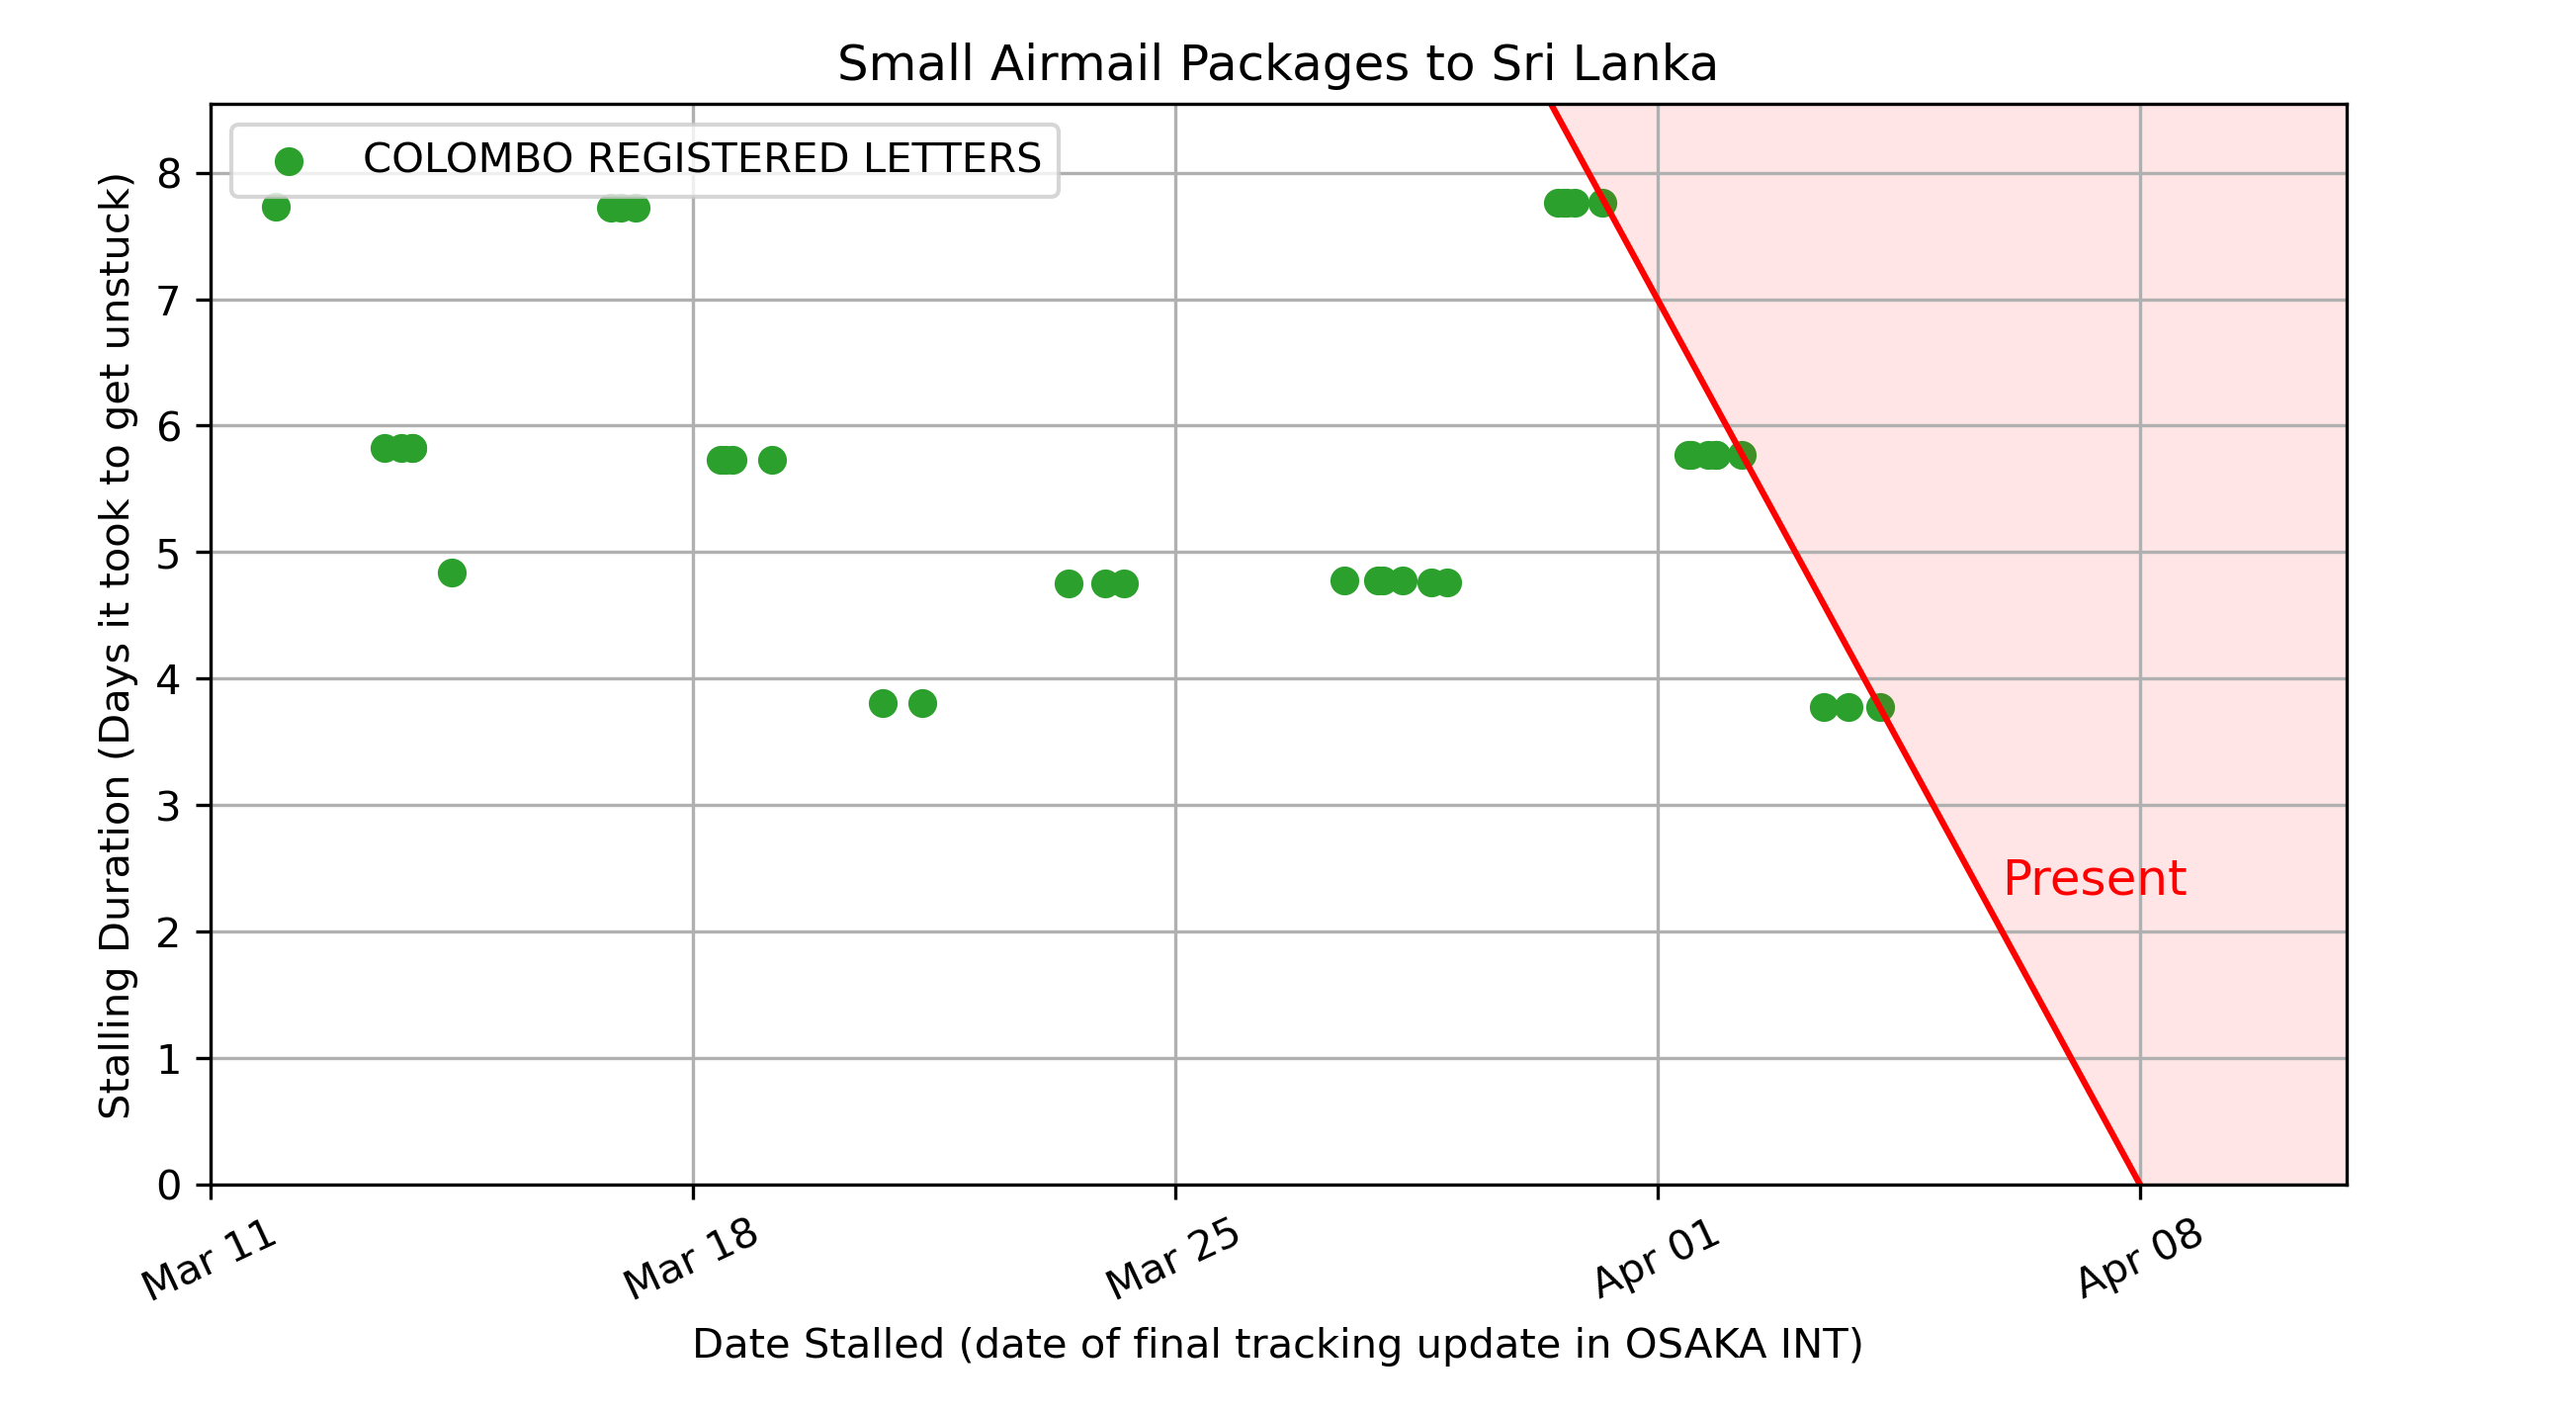 Small Airmail Packages to Sri Lanka
COLOMBO REGISTERED LETTERS
Stalling Duration (Days it took to get unstuck)
8
7
6
5
4
3
2
1
0
Present
Mar 11
Mar 18
Mar 25
Apr 01
Apr 08
Date Stalled (date of final tracking update in OSAKA INT)